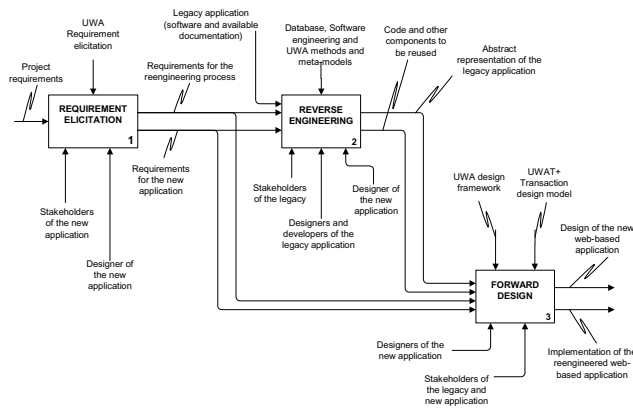 UWA
Requirement
elicitation
Legacy application
(software and available
documentation)
Database, Software
engineering and
UWA methods and
meta-models
Code and other
components to
be reused
Abstract
representation of the
legacy application
Project
requirements
Requirements for the
reengineering process
REQUIREMENT
ELICITATION
1
REVERSE
ENGINEERING
2
Requirements
for the new
application
Stakeholders
of the new
application
Designer of
the new
application
Stakeholders
of the legacy
Designers and
developers of the
legacy application
Designer of
the new
application
UWA design
framework
UWAT+
Transaction
design model
Design of the new
web-based
application
FORWARD
DESIGN
3
Designers of the
new application
Stakeholders of
the legacy and
new application
Implementation of the
reengineered web-
based application